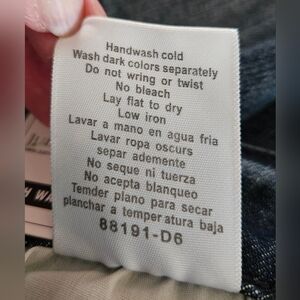 Handwash cold
Wash dark colors separately
Do not wring or twist
No bleach
Lay flat to dry
Low iron
Lavar a mano en agua fria
Lavar ropa oscurs
separ ademente
No seque ni tuerza
No acepta blanqueo
Temder plano para secar
planchar a temper atura baja
88191-D6